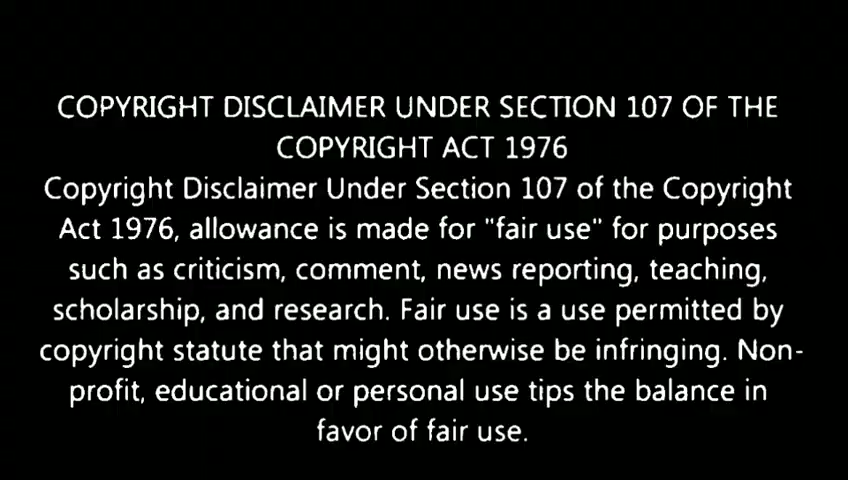 COPYRIGHT DISCLAIMER UNDER SECTION 107 OF THE
COPYRIGHT ACT 1976
Copyright Disclaimer Under Section 107 of the Copyright
Act 1976, allowance is made for "fair use" for purposes
such as criticism, comment, news reporting, teaching,
scholarship, and research. Fair use is a use permitted by
copyright statute that might otherwise be infringing. Non-
profit, educational or personal use tips the balance in
favor of fair use.